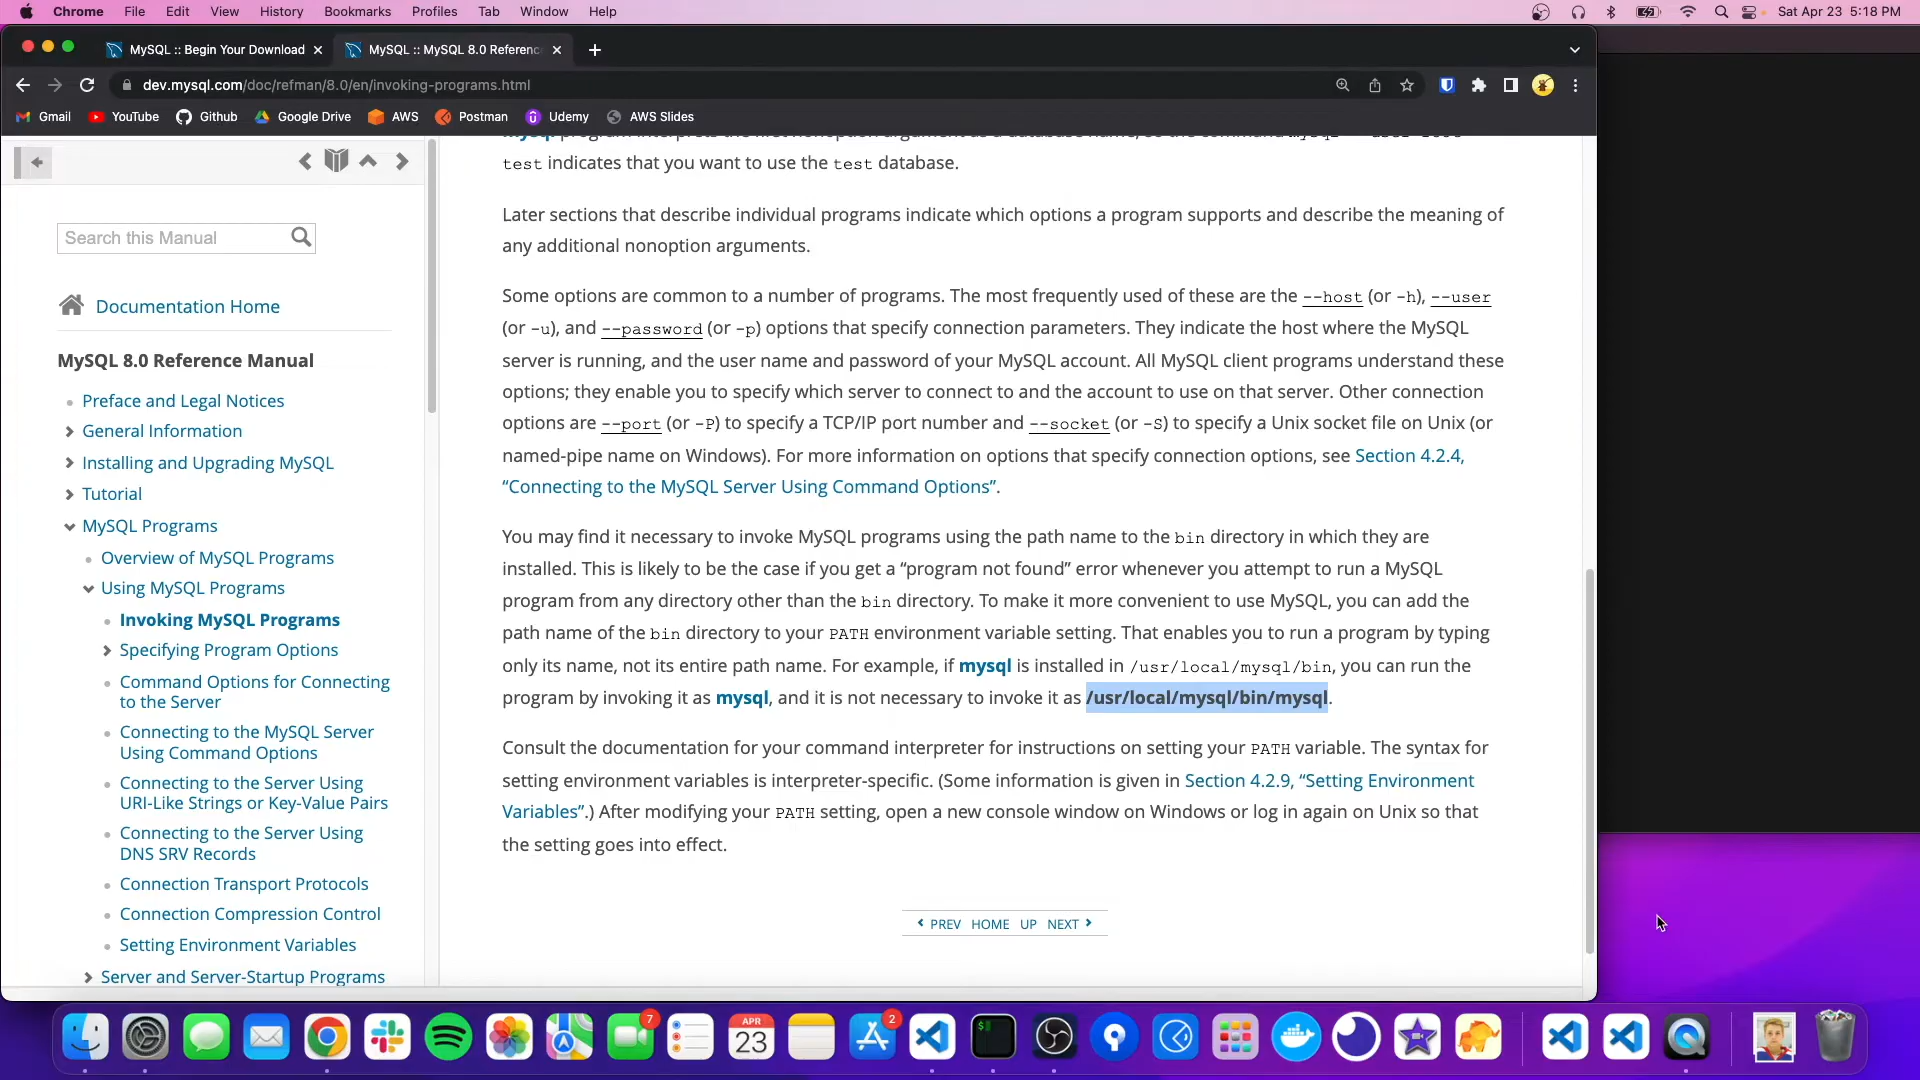 Chrome File Edit View History Bookmarks Profiles Tab Window Help Sat Apr 23 5:18 PM
MySQL :: Begin Your Download MySQL :: MySQL 8.0 Referenc
dev.mysql.com/doc/refman/8.0/en/invoking-programs.html
Gmail YouTube Github Google Drive AWS Postman Udemy AWS Slides
test indicates that you want to use the test database.
Later sections that describe individual programs indicate which options a program supports and describe the meaning of
any additional nonoption arguments.
Some options are common to a number of programs. The most frequently used of these are the --host (or -h), --user
(or -u), and --password (or -p) options that specify connection parameters. They indicate the host where the MySQL
server is running, and the user name and password of your MySQL account. All MySQL client programs understand these
options; they enable you to specify which server to connect to and the account to use on that server. Other connection
options are --port (or -P) to specify a TCP/IP port number and --socket (or -S) to specify a Unix socket file on Unix (or
named-pipe name on Windows). For more information on options that specify connection options, see Section 4.2.4,
“Connecting to the MySQL Server Using Command Options”.
You may find it necessary to invoke MySQL programs using the path name to the bin directory in which they are
installed. This is likely to be the case if you get a “program not found” error whenever you attempt to run a MySQL
program from any directory other than the bin directory. To make it more convenient to use MySQL, you can add the
path name of the bin directory to your PATH environment variable setting. That enables you to run a program by typing
only its name, not its entire path name. For example, if mysql is installed in /usr/local/mysql/bin, you can run the
program by invoking it as mysql, and it is not necessary to invoke it as /usr/local/mysql/bin/mysql.
Consult the documentation for your command interpreter for instructions on setting your PATH variable. The syntax for
setting environment variables is interpreter-specific. (Some information is given in Section 4.2.9, “Setting Environment
Variables”.) After modifying your PATH setting, open a new console window on Windows or log in again on Unix so that
the setting goes into effect.
PREV HOME UP NEXT
Search this Manual
Documentation Home
MySQL 8.0 Reference Manual
Preface and Legal Notices
General Information
Installing and Upgrading MySQL
Tutorial
MySQL Programs
Overview of MySQL Programs
Using MySQL Programs
Invoking MySQL Programs
Specifying Program Options
Command Options for Connecting
to the Server
Connecting to the MySQL Server
Using Command Options
Connecting to the Server Using
URI-Like Strings or Key-Value Pairs
Connecting to the Server Using
DNS SRV Records
Connection Transport Protocols
Connection Compression Control
Setting Environment Variables
Server and Server-Startup Programs
7
APR
23
2
$